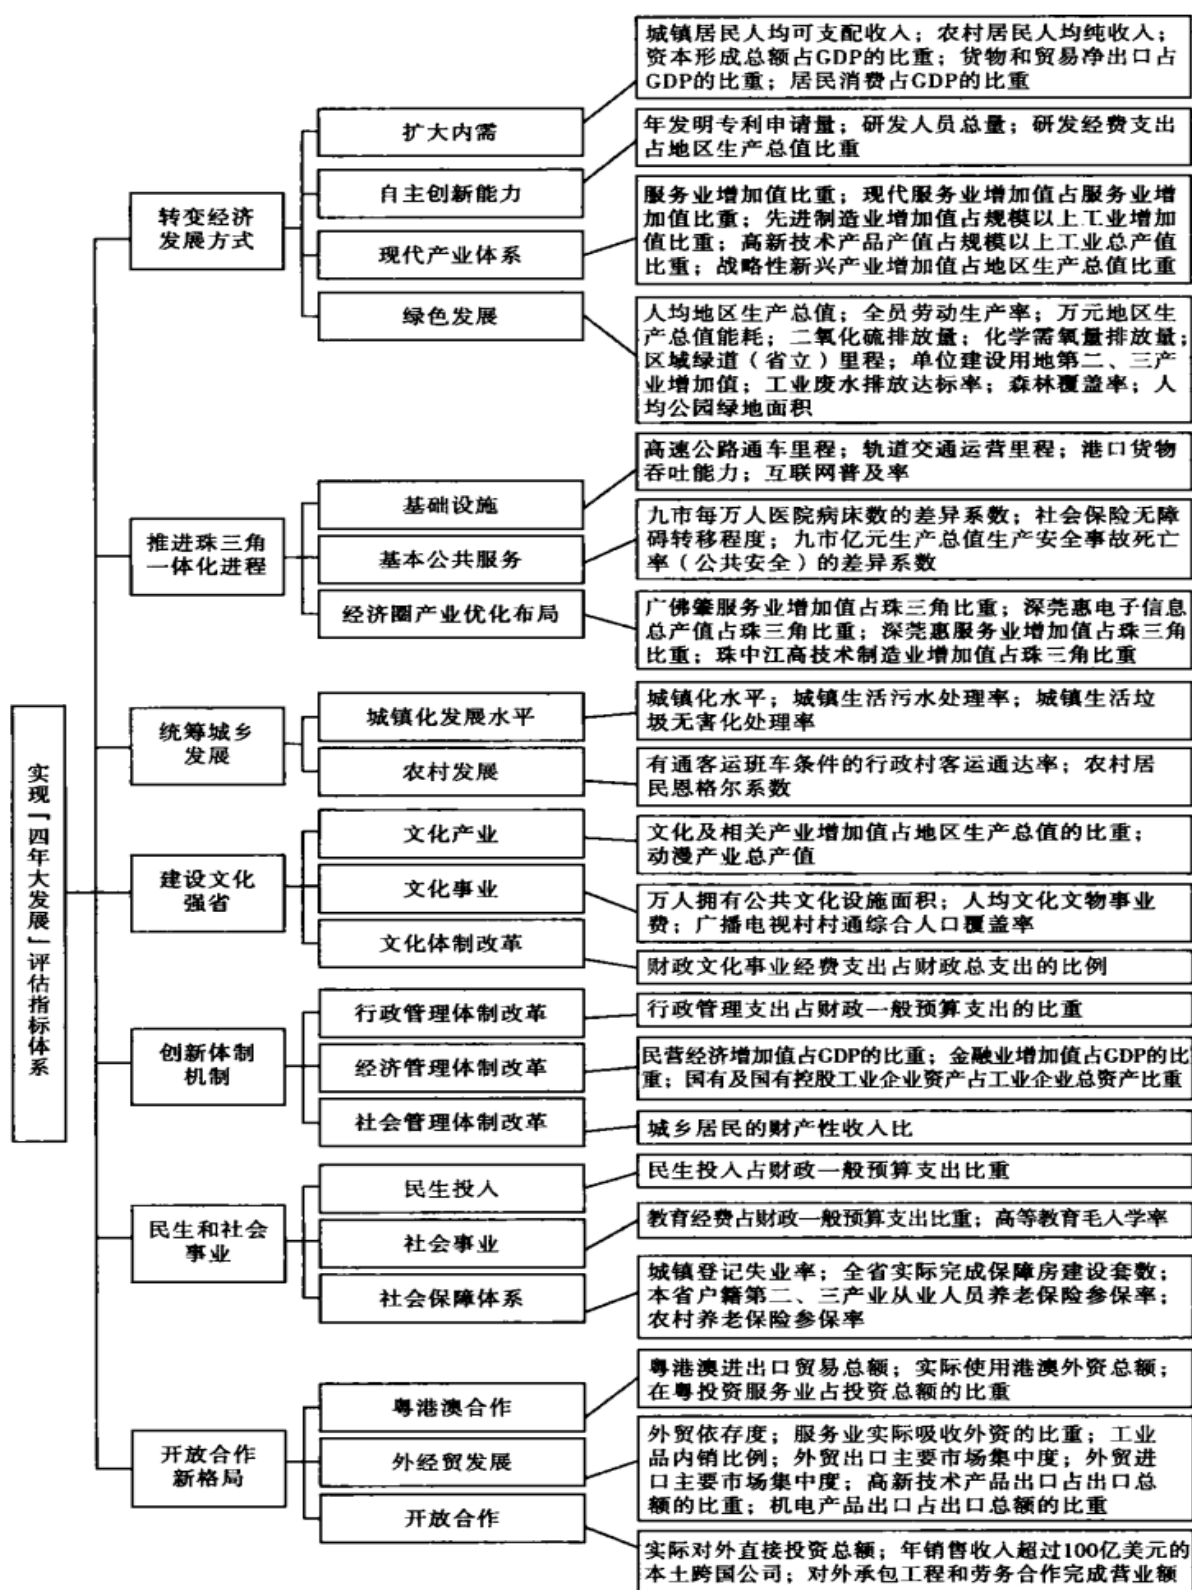 实现「四年大发展」评估指标体系
转变经济
发展方式
扩大内需
城镇居民人均可支配收入；农村居民人均纯收入；
资本形成总额占GDP的比重；货物和贸易净出口占
GDP的比重；居民消费占GDP的比重
自主创新能力
年发明专利申请量；研发人员总量；研发经费支出
占地区生产总值比重
现代产业体系
服务业增加值比重；现代服务业增加值占服务业增
加值比重；先进制造业增加值占规模以上工业增加
值比重；高新技术产品产值占规模以上工业总产值
比重；战略性新兴产业增加值占地区生产总值比重
绿色发展
人均地区生产总值；全员劳动生产率；万元地区生
产总值能耗；二氧化硫排放量；化学需氧量排放量；
区域绿道（省立）里程；单位建设用地第二、三产
业增加值；工业废水排放达标率；森林覆盖率；人
均公园绿地面积
推进珠三角
一体化进程
基础设施
高速公路通车里程；轨道交通运营里程；港口货物
吞吐能力；互联网普及率
基本公共服务
九市每万人医院病床数的差异系数；社会保险无障
碍转移程度；九市亿元生产总值生产安全事故死亡
率（公共安全）的差异系数
经济圈产业优化布局
广佛肇服务业增加值占珠三角比重；深莞惠电子信息
总产值占珠三角比重；深莞惠服务业增加值占珠三角
比重；珠中江高技术制造业增加值占珠三角比重
统筹城乡
发展
城镇化发展水平
城镇化水平；城镇生活污水处理率；城镇生活垃
圾无害化处理率
农村发展
有通客运班车条件的行政村客运通达率；农村居
民恩格尔系数
建设文化
强省
文化产业
文化及相关产业增加值占地区生产总值的比重；
动漫产业总产值
文化事业
万人拥有公共文化设施面积；人均文化文物事业
费；广播电视村村通综合人口覆盖率
文化体制改革
财政文化事业经费支出占财政总支出的比例
创新体制
机制
行政管理体制改革
行政管理支出占财政一般预算支出的比重
经济管理体制改革
民营经济增加值占GDP的比重；金融业增加值占GDP的比
重；国有及国有控股工业企业资产占工业企业总资产比重
社会管理体制改革
城乡居民的财产性收入比
民生和社会
事业
民生投入
民生投入占财政一般预算支出比重
社会事业
教育经费占财政一般预算支出比重；高等教育毛入学率
社会保障体系
城镇登记失业率；全省实际完成保障房建设套数；
本省户籍第二、三产业从业人员养老保险参保率；
农村养老保险参保率
开放合作
新格局
粤港澳合作
粤港澳进出口贸易总额；实际使用港澳外资总额；
在粤投资服务业占投资总额的比重
外经贸发展
外贸依存度；服务业实际吸收外资的比重；工业
品内销比例；外贸出口主要市场集中度；外贸进
口主要市场集中度；高新技术产品出口占出口总
额的比重；机电产品出口占出口总额的比重
开放合作
实际对外直接投资总额；年销售收入超过100亿美元的
本土跨国公司；对外承包工程和劳务合作完成营业额